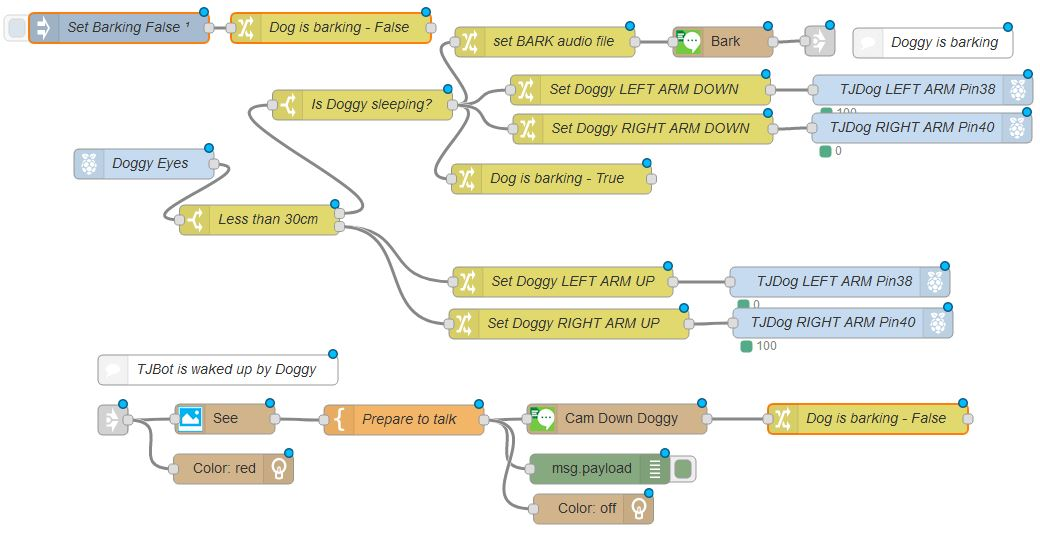 Set Barking False ¹
Dog is barking - False
set BARK audio file
Bark
Doggy is barking
Is Doggy sleeping?
Set Doggy LEFT ARM DOWN
TJDog LEFT ARM Pin38
100
Set Doggy RIGHT ARM DOWN
TJDog RIGHT ARM Pin40
0
Doggy Eyes
Dog is barking - True
Less than 30cm
Set Doggy LEFT ARM UP
TJDog LEFT ARM Pin38
0
Set Doggy RIGHT ARM UP
TJDog RIGHT ARM Pin40
100
TJBot is waked up by Doggy
See
Prepare to talk
Cam Down Doggy
Dog is barking - False
Color: red
msg.payload
Color: off